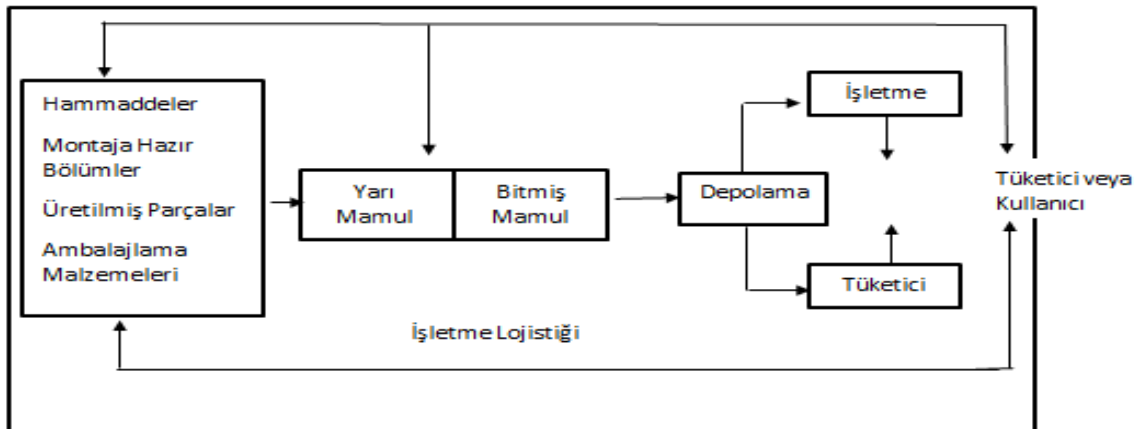 Hammaddeler
Montaja Hazır
Bölümler
Üretilmiş Parçalar
Ambalajlama
Malzemeleri
Yarı
Mamul
Bitmiş
Mamul
Depolama
İşletme
Tüketici
Tüketici veya
Kullanıcı
İşletme Lojistiği